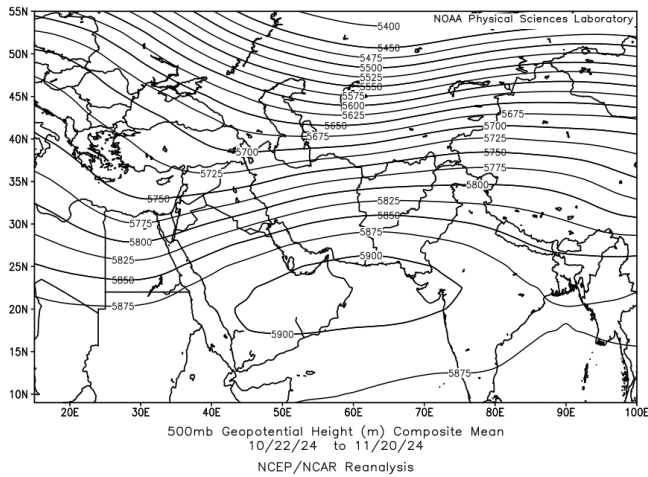 55N
NOAA Physical Sciences Laboratory
5400
5450
50N
5475
5500
5525
5550
45N
5575
5600
5675
5625
5650
5700
40N
5675
5725
5700
5750
5725
5775
35N
5800
5750
5825
5775
5850
30N
5800
5875
5825
5900
25N
5850
5875
20N
5900
15N
5875
10N
20E 30E 40E 50E 60E 70E 80E 90E 100E
500mb Geopotential Height (m) Composite Mean
10/22/24 to 11/20/24
NCEP/NCAR Reanalysis